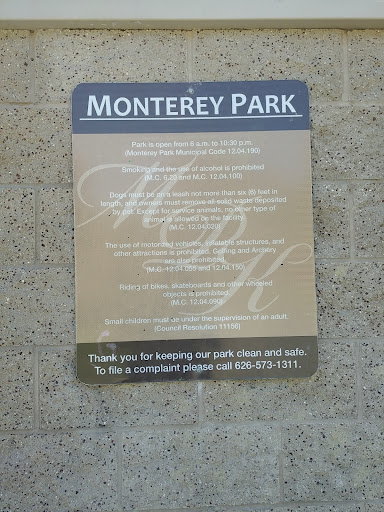 MONTEREY PARK
Park is open from 6 a.m. to 10:30 p.m.
(Monterey Park Municipal Code 12.04.190)
Smoking and the use of alcohol is prohibited
(M.C. 6.20 and M.C. 12.04.100)
Dogs must be on a leash not more than six (6) feet in
length, and owners must remove all solid waste deposited
by pet. Except for service animals, no other type of
animal is allowed on the facility
(M.C. 12.04.020)
The use of motorized vehicles, inflatable structures, and
other attractions is prohibited. Golfing and Archery
are also prohibited.
(M.C. 12.04.055 and 12.04.150)
Riding of bikes, skateboards and other wheeled
objects is prohibited
(M.C. 12.04.090)
Small children must be under the supervision of an adult.
(Council Resolution 11156)
Thank you for keeping our park clean and safe.
To file a complaint please call 626-573-1311.